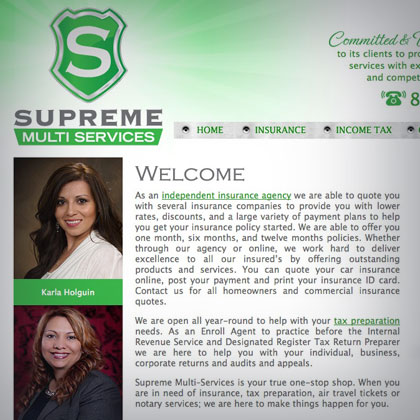 S
Committed & 
to its clients to pro
services with ex
and compet
8
SUPREME
MULTI SERVICES
HOME INSURANCE INCOME TAX
WELCOME
As an independent insurance agency we are able to quote you
with several insurance companies to provide you with lower
rates, discounts, and a large variety of payment plans to help
you get your insurance policy started. We are able to offer you
one month, six months, and twelve months policies. Whether
through our agency or online, we work hard to deliver
excellence to all our insured's by offering outstanding
products and services. You can quote your car insurance
online, post your payment and print your insurance ID card.
Contact us for all homeowners and commercial insurance
quotes.
Karla Holguin
We are open all year-round to help with your tax preparation
needs. As an Enroll Agent to practice before the Internal
Revenue Service and Designated Register Tax Return Preparer
we are here to help you with your individual, business,
corporate returns and audits and appeals.
Supreme Multi-Services is your true one-stop shop. When you
are in need of insurance, tax preparation, air travel tickets or
notary services; we are here to make things happen for you.